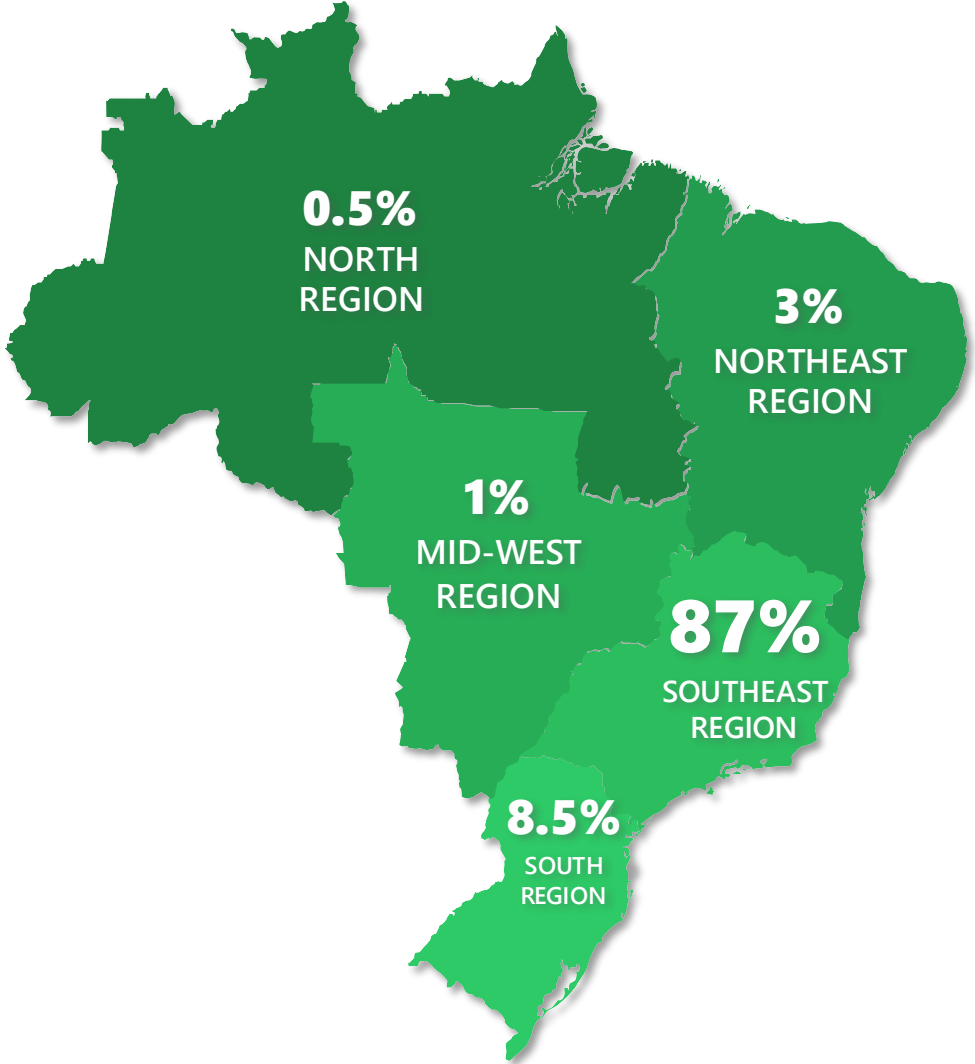 0.5%
NORTH
REGION
3%
NORTHEAST
REGION
1%
MID-WEST
REGION
87%
SOUTHEAST
REGION
8.5%
SOUTH
REGION